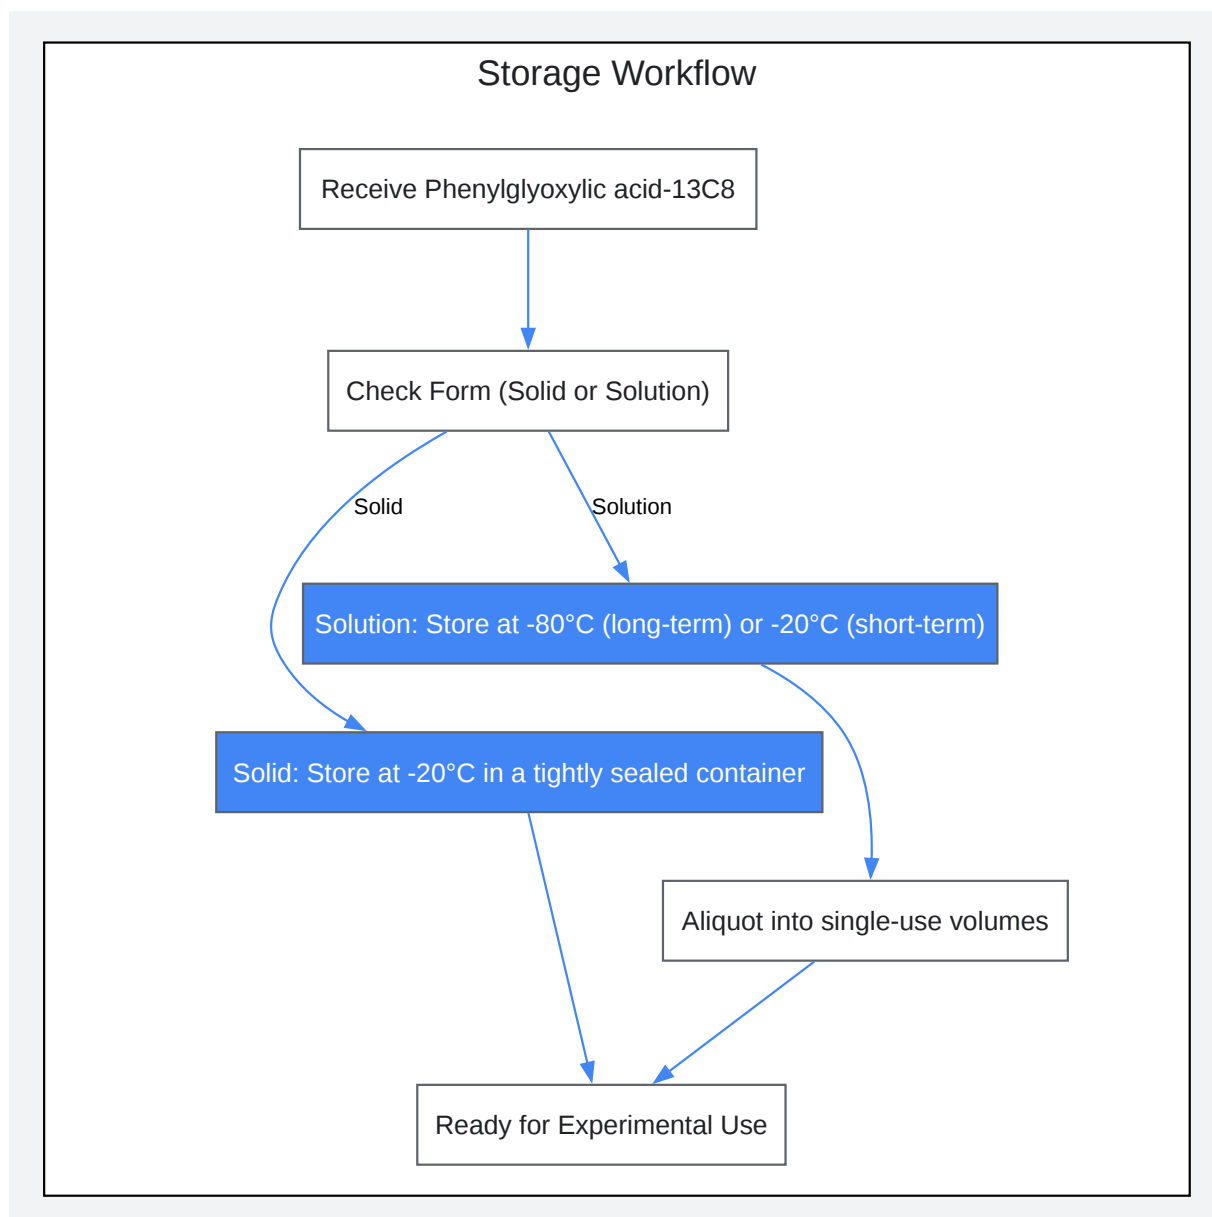 Storage Workflow
Receive Phenylglyoxylic acid-13C8
Check Form (Solid or Solution)
Solid
Solution
Solution: Store at -80°C (long-term) or -20°C (short-term)
Solid: Store at -20°C in a tightly sealed container
Aliquot into single-use volumes
Ready for Experimental Use